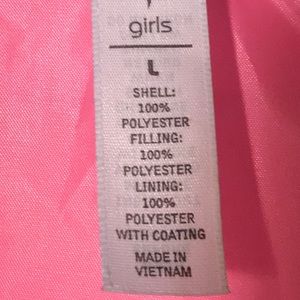 girls
L
SHELL:
100%
POLYESTER
FILLING:
100%
POLYESTER
LINING:
100%
POLYESTER
WITH COATING
MADE IN
VIETNAM